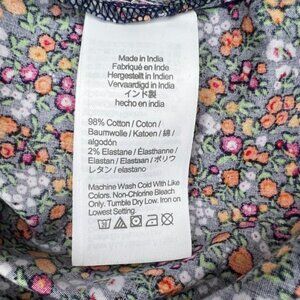 Made in India
Fabriqué en Inde
Hergestellt in Indien
Vervaardigd in India
インド製
hecho en india
98% Cotton / Coton /
Baumwolle / Katoen / 綿 /
algodón
2% Elastane / Élasthanne /
Elastan / Elastaan / ポリウ
レタン / elastano
Machine Wash Cold With Like
Colors. Non-Chlorine Bleach
Only. Tumble Dry Low. Iron on
Lowest Setting.